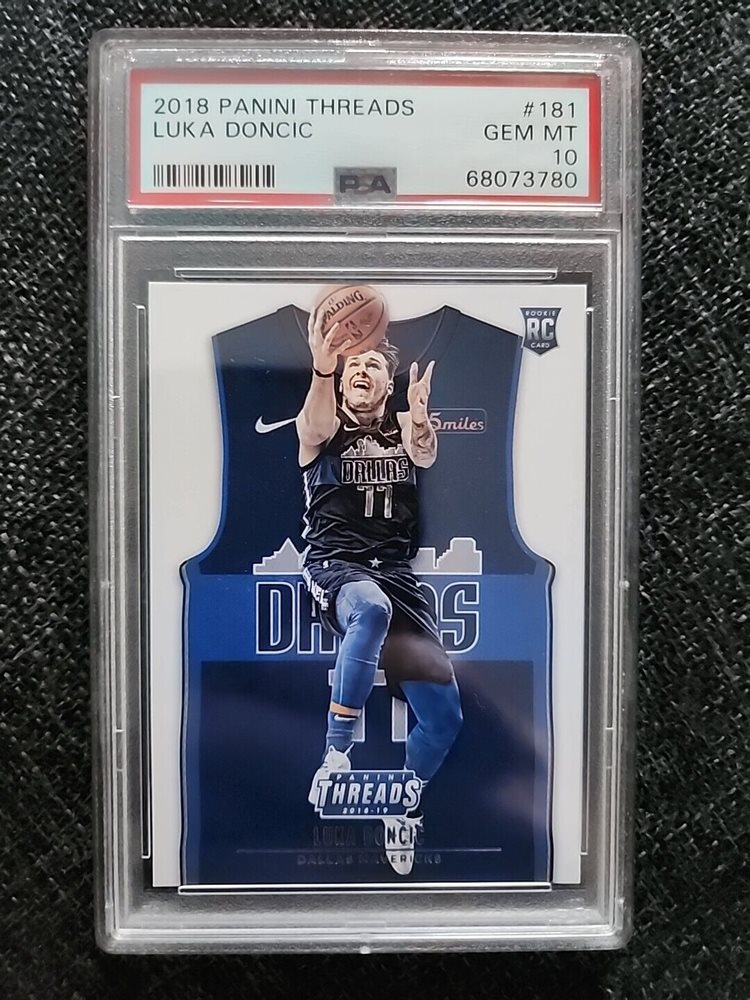 2018 PANINI THREADS #181
LUKA DONCIC GEM MT
10
PSA 68073780
SPALDING
ROOKIE
RC
CARD
5miles
DALLAS
77
DALLAS
PANINI
THREADS
2018-19
LUKA DONČIĆ
DALLAS MAVERICKS